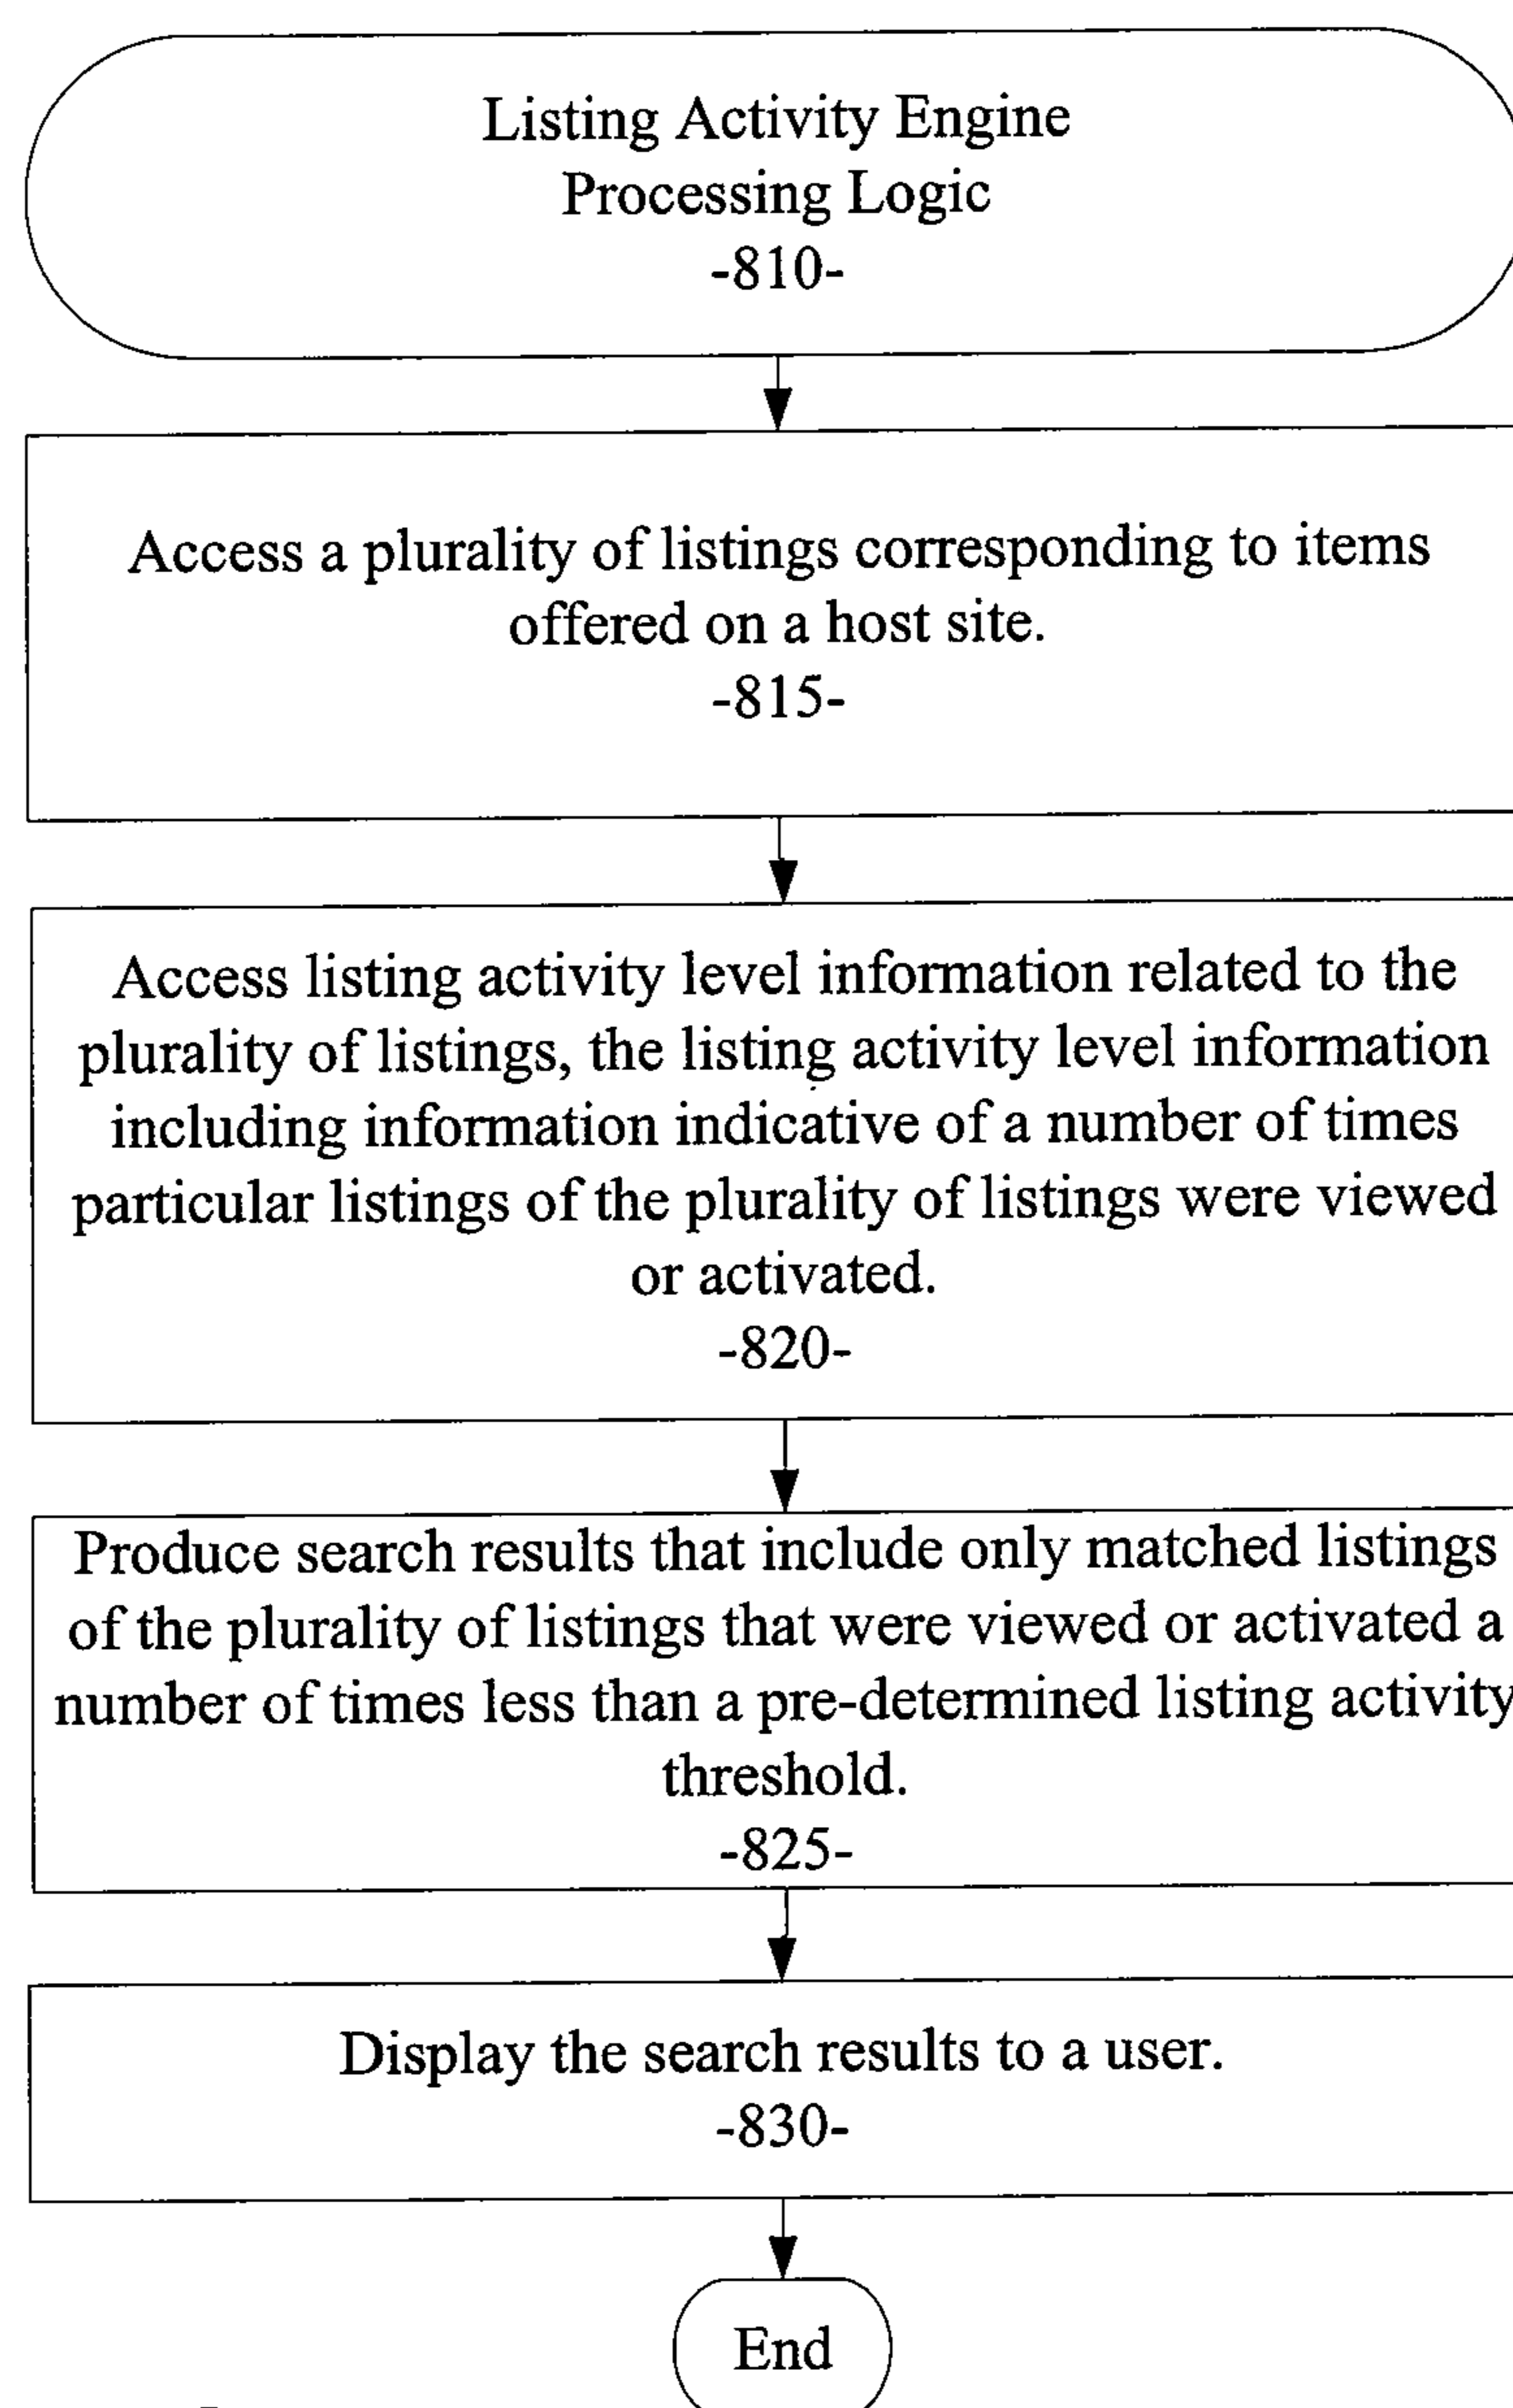 Listing Activity Engine
Processing Logic
-810-
Access a plurality of listings corresponding to items
offered on a host site.
-815-
Access listing activity level information related to the
plurality of listings, the listing activity level information
including information indicative of a number of times
particular listings of the plurality of listings were viewed
or activated.
-820-
Produce search results that include only matched listings
of the plurality of listings that were viewed or activated a
number of times less than a pre-determined listing activity
threshold.
-825-
Display the search results to a user.
-830-
End